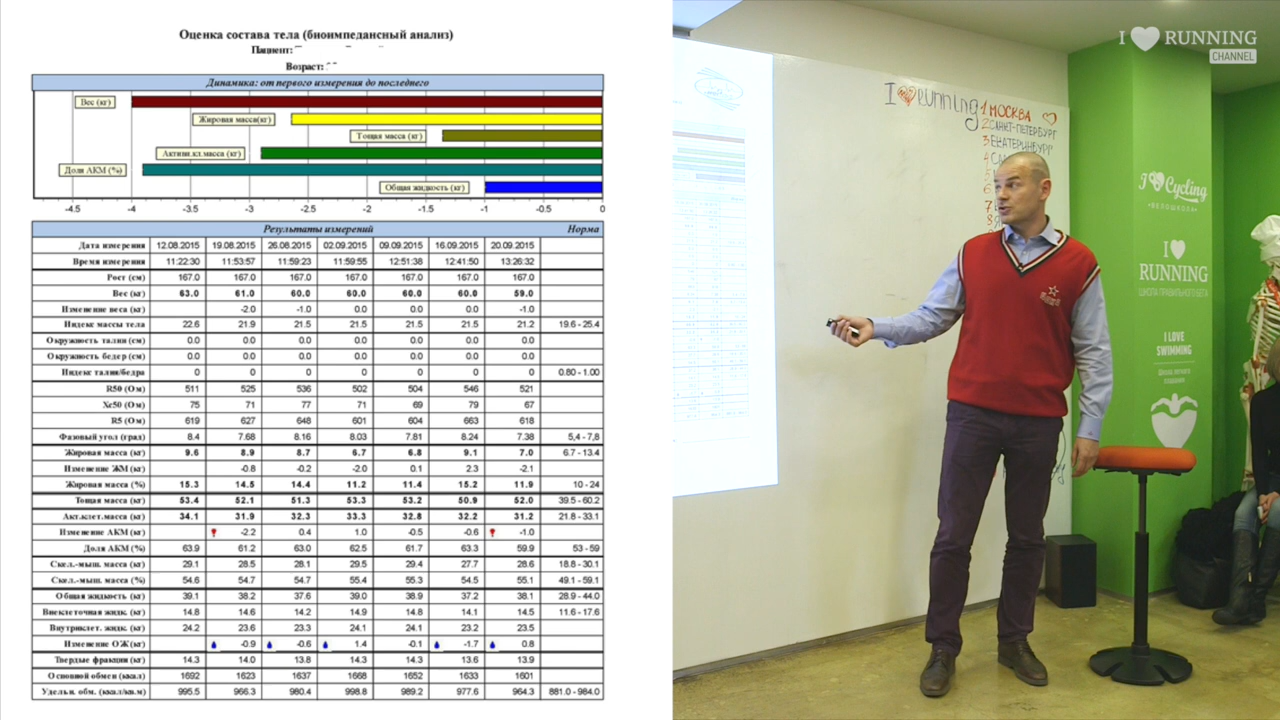 Оценка состава тела (биоимпедансный анализ)
Пациент:
Возраст:
Динамика: от первого измерения до последнего
Вес (кг)
Жировая масса(кг)
Тощая масса (кг)
Активн.кл.масса (кг)
Доля АКМ (%)
Общая жидкость (кг)
-4.5 -4 -3.5 -3 -2.5 -2 -1.5 -1 -0.5 0
Результаты измерений Норма
Дата измерения 12.08.2015 19.08.2015 26.08.2015 02.09.2015 09.09.2015 16.09.2015 20.09.2015
Время измерения 11:22:30 11:53:57 11:59:23 11:59:55 12:51:38 12:41:50 13:26:32
Рост (см) 167.0 167.0 167.0 167.0 167.0 167.0 167.0
Вес (кг) 63.0 61.0 60.0 60.0 60.0 60.0 59.0
Изменение веса (кг) -2.0 -1.0 0.0 0.0 0.0 -1.0
Индекс массы тела 22.6 21.9 21.5 21.5 21.5 21.5 21.2 19.6 - 25.4
Окружность талии (см) 0.0 0.0 0.0 0.0 0.0 0.0 0.0
Окружность бедер (см) 0.0 0.0 0.0 0.0 0.0 0.0 0.0
Индекс талия/бедра 0 0 0 0 0 0 0 0.80 - 1.00
R50 (Ом) 511 525 536 502 504 546 521
Xc50 (Ом) 75 71 77 71 69 79 67
R5 (Ом) 619 627 648 601 604 663 618
Фазовый угол (град) 8.4 7.68 8.16 8.03 7.81 8.24 7.38 5,4 - 7,8
Жировая масса (кг) 9.6 8.9 8.7 6.7 6.8 9.1 7.0 6.7 - 13.4
Изменение ЖМ (кг) -0.8 -0.2 -2.0 0.1 2.3 -2.1
Жировая масса (%) 15.3 14.5 14.4 11.2 11.4 15.2 11.9 10 - 24
Тощая масса (кг) 53.4 52.1 51.3 53.3 53.2 50.9 52.0 39.5 - 60.2
Акт.клет.масса (кг) 34.1 31.9 32.3 33.3 32.8 32.2 31.2 21.8 - 33.1
Изменение АКМ (кг) -2.2 0.4 1.0 -0.5 -0.6 -1.0
Доля АКМ (%) 63.9 61.2 63.0 62.5 61.7 63.3 59.9 53 - 59
Скел.-мыш. масса (кг) 29.1 28.5 28.1 29.5 29.4 27.7 28.6 18.8 - 30.1
Скел.-мыш. масса (%) 54.6 54.7 54.7 55.4 55.3 54.5 55.1 49.1 - 59.1
Общая жидкость (кг) 39.1 38.2 37.6 39.0 38.9 37.2 38.1 28.9 - 44.0
Внеклеточная жидк. (кг) 14.8 14.6 14.2 14.9 14.8 14.1 14.5 11.6 - 17.6
Внутриклет. жидк. (кг) 24.2 23.6 23.3 24.1 24.1 23.2 23.5
Изменение ОЖ (кг) -0.9 -0.6 1.4 -0.1 -1.7 0.8
Твердые фракции (кг) 14.3 14.0 13.8 14.3 14.3 13.6 13.9
Основной обмен (ккал) 1692 1623 1637 1668 1652 1633 1601
Удельн. обм. (ккал/кв.м) 995.5 966.3 980.4 998.8 989.2 977.6 964.3 881.0 - 984.0
I RUNNING
CHANNEL
I RUNNING
1 МОСКВА
2 САНКТ-ПЕТЕРБУРГ
3 ЕКАТЕРИНБУРГ
4
5
6
7
8
I Cycling
ВЕЛОШКОЛА
I
RUNNING
ШКОЛА ПРАВИЛЬНОГО БЕГА
I LOVE
SWIMMING